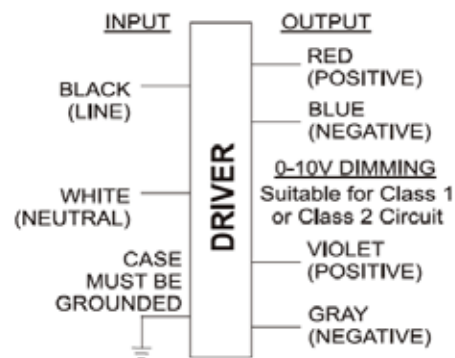 INPUT
BLACK
(LINE)
WHITE
(NEUTRAL)
CASE
MUST BE
GROUNDED
DRIVER
OUTPUT
RED
(POSITIVE)
BLUE
(NEGATIVE)
0-10V DIMMING
Suitable for Class 1
or Class 2 Circuit
VIOLET
(POSITIVE)
GRAY
(NEGATIVE)